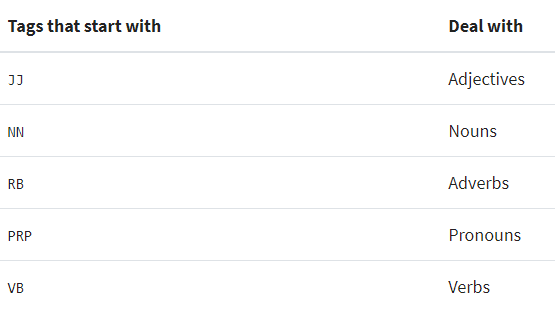 Tags that start with Deal with
JJ Adjectives
NN Nouns
RB Adverbs
PRP Pronouns
VB Verbs